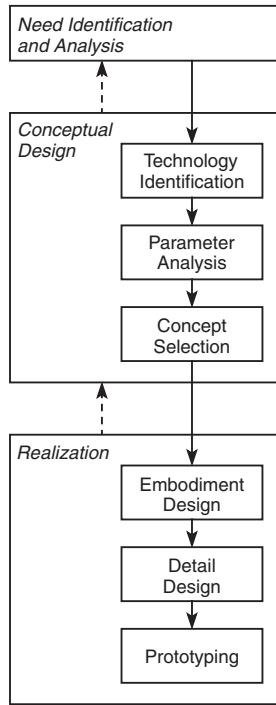 Need Identification
and Analysis
Conceptual
Design
Technology
Identification
Parameter
Analysis
Concept
Selection
Realization
Embodiment
Design
Detail
Design
Prototyping